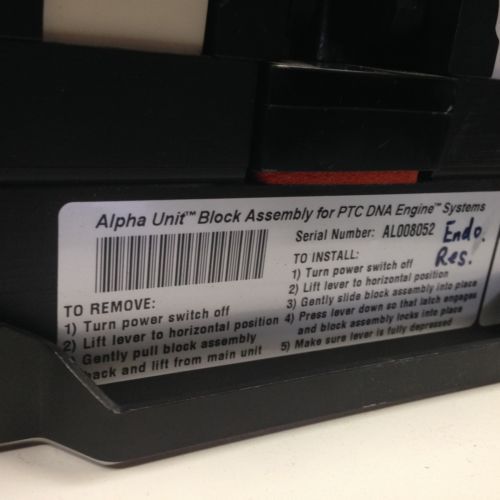 Alpha Unit™ Block Assembly for PTC DNA Engine™ Systems
Serial Number: AL008052
Endo. Res.
TO INSTALL:
1) Turn power switch off
2) Lift lever to horizontal position
3) Gently slide block assembly into place
4) Press lever down so that latch engages
and block assembly locks into place
5) Make sure lever is fully depressed
TO REMOVE:
1) Turn power switch off
2) Lift lever to horizontal position
3) Gently pull block assembly
back and lift from main unit